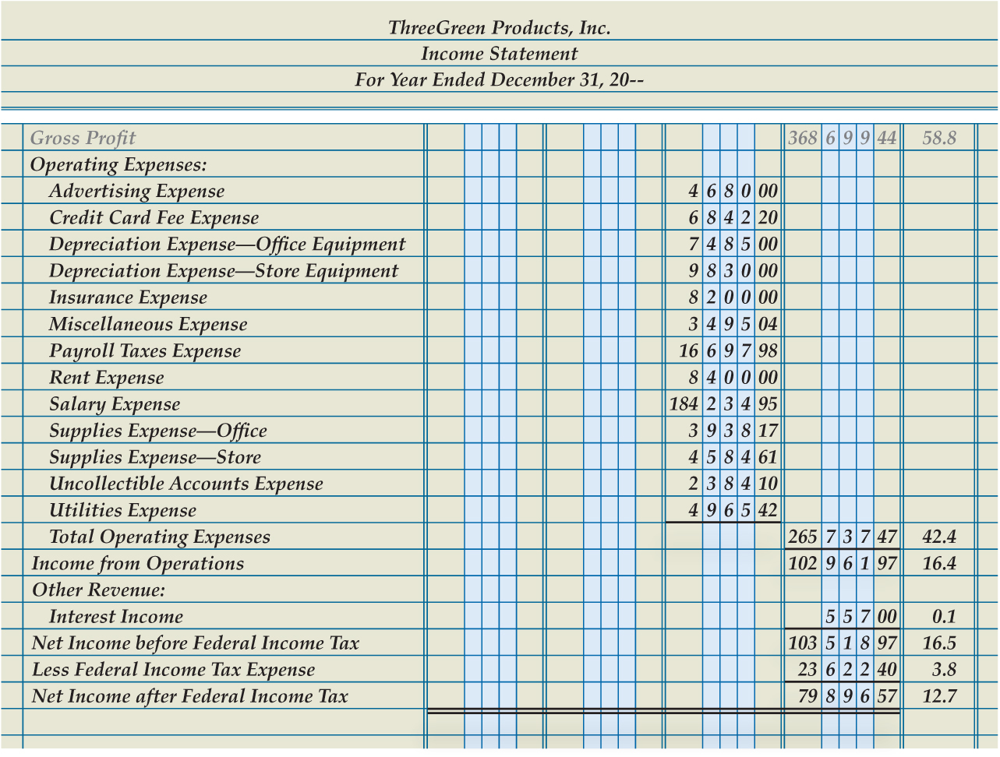 ThreeGreen Products, Inc.
Income Statement
For Year Ended December 31, 20--
Gross Profit 368 6 9 9 44 58.8
Operating Expenses:
Advertising Expense 4 6 8 0 00
Credit Card Fee Expense 6 8 4 2 20
Depreciation Expense—Office Equipment 7 4 8 5 00
Depreciation Expense—Store Equipment 9 8 3 0 00
Insurance Expense 8 2 0 0 00
Miscellaneous Expense 3 4 9 5 04
Payroll Taxes Expense 16 6 9 7 98
Rent Expense 8 4 0 0 00
Salary Expense 184 2 3 4 95
Supplies Expense—Office 3 9 3 8 17
Supplies Expense—Store 4 5 8 4 61
Uncollectible Accounts Expense 2 3 8 4 10
Utilities Expense 4 9 6 5 42
Total Operating Expenses 265 7 3 7 47 42.4
Income from Operations 102 9 6 1 97 16.4
Other Revenue:
Interest Income 5 5 7 00 0.1
Net Income before Federal Income Tax 103 5 1 8 97 16.5
Less Federal Income Tax Expense 23 6 2 2 40 3.8
Net Income after Federal Income Tax 79 8 9 6 57 12.7